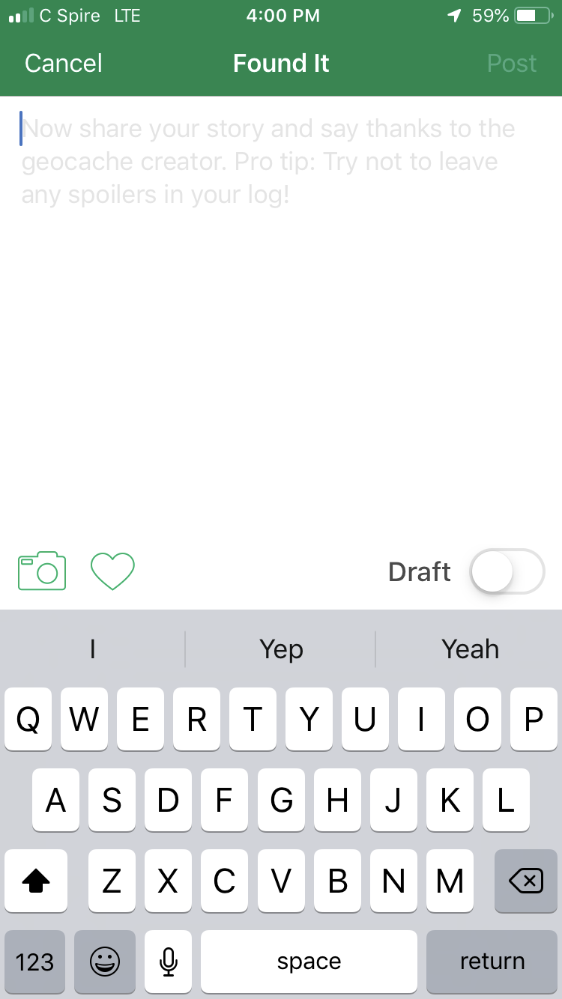 C Spire LTE 4:00 PM 59%
Cancel Found It Post
Now share your story and say thanks to the
geocache creator. Pro tip: Try not to leave
any spoilers in your log!
Draft
I Yep Yeah
Q W E R T Y U I O P
A S D F G H J K L
Z X C V B N M
123 space return